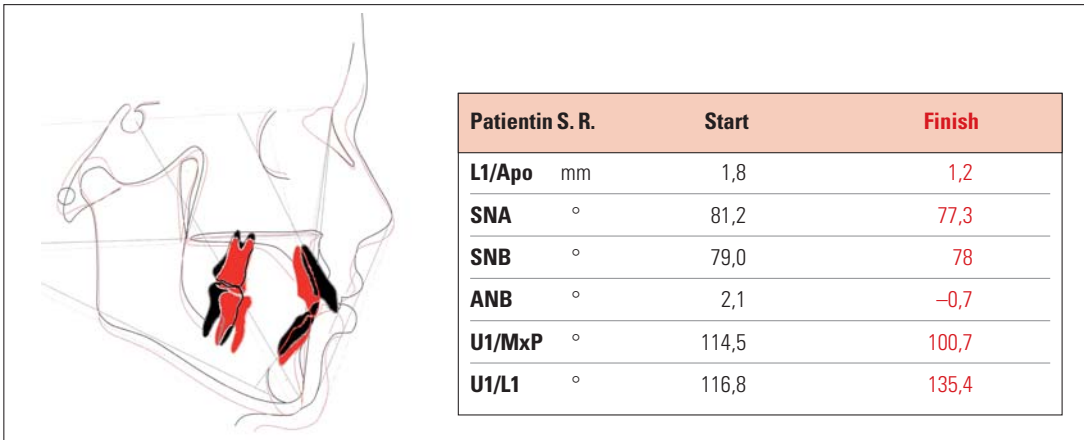 Patientin S. R. Start Finish
L1/Apo mm 1,8 1,2
SNA ° 81,2 77,3
SNB ° 79,0 78
ANB ° 2,1 –0,7
U1/MxP ° 114,5 100,7
U1/L1 ° 116,8 135,4